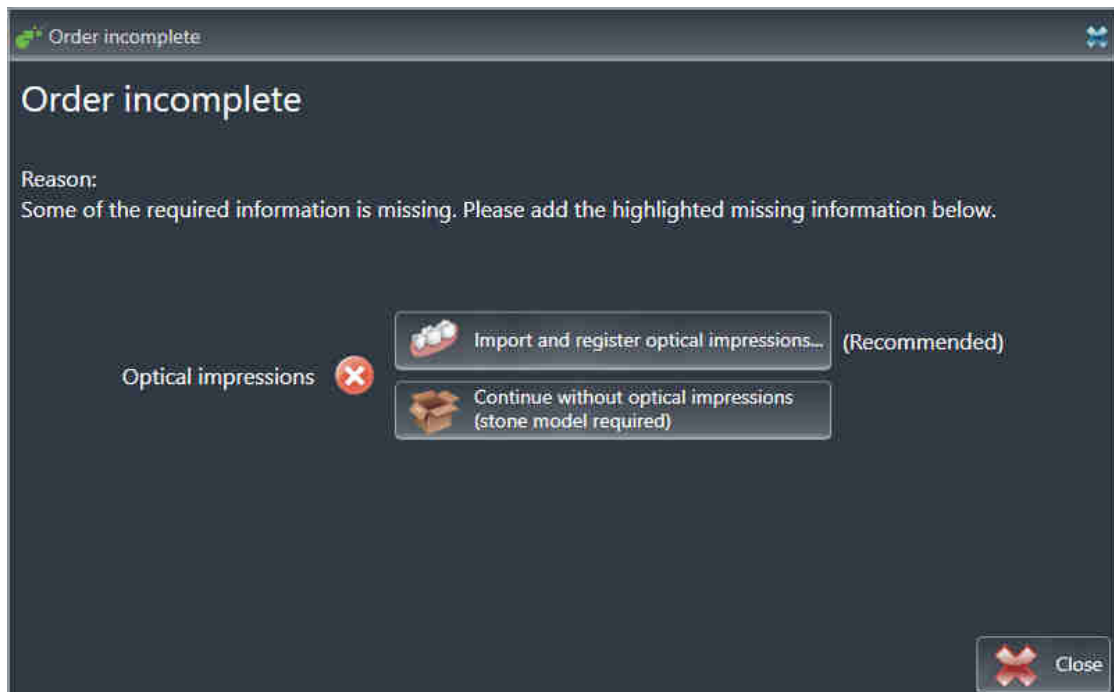 Order incomplete
Order incomplete
Reason:
Some of the required information is missing. Please add the highlighted missing information below.
Optical impressions
Import and register optical impressions...
(Recommended)
Continue without optical impressions
(stone model required)
Close